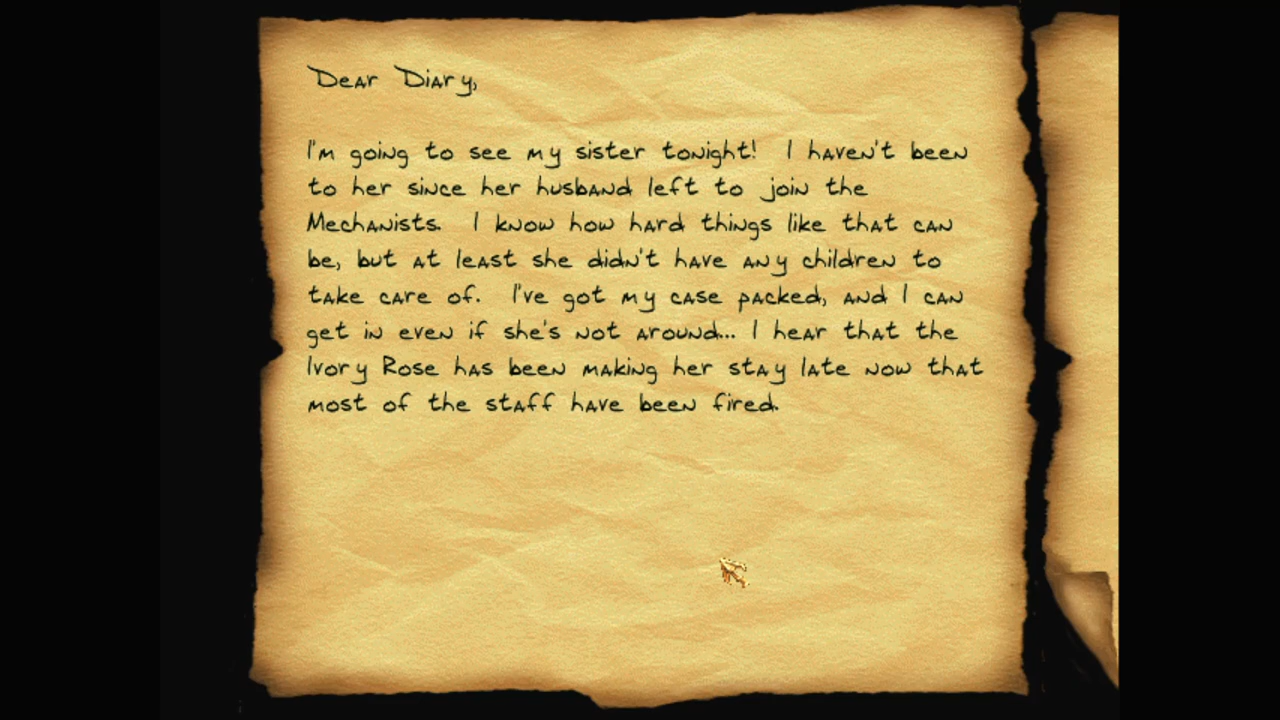 Dear Diary,
I'm going to see my sister tonight!  I haven't been
to her since her husband left to join the
Mechanists.  I know how hard things like that can
be, but at least she didn't have any children to
take care of.  I've got my case packed, and I can
get in even if she's not around... I hear that the
Ivory Rose has been making her stay late now that
most of the staff have been fired.